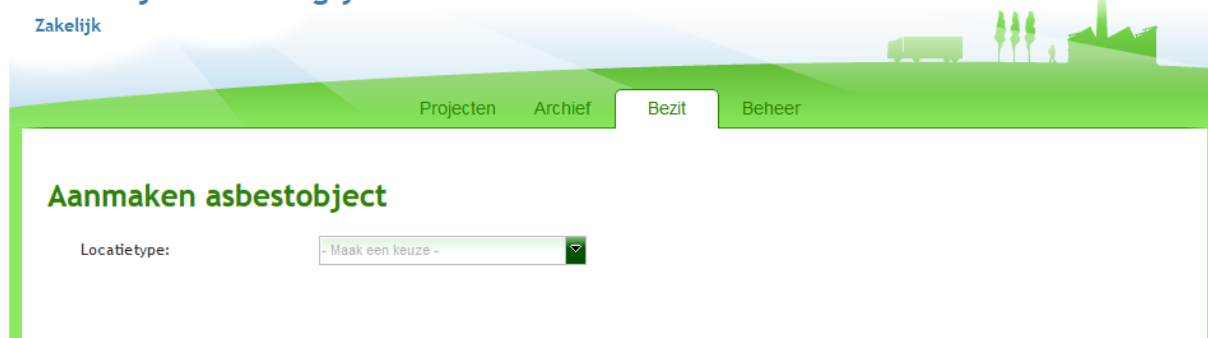 Zakelijk
Projecten Archief Bezit Beheer
Aanmaken asbestobject
Locatietype: - Maak een keuze -